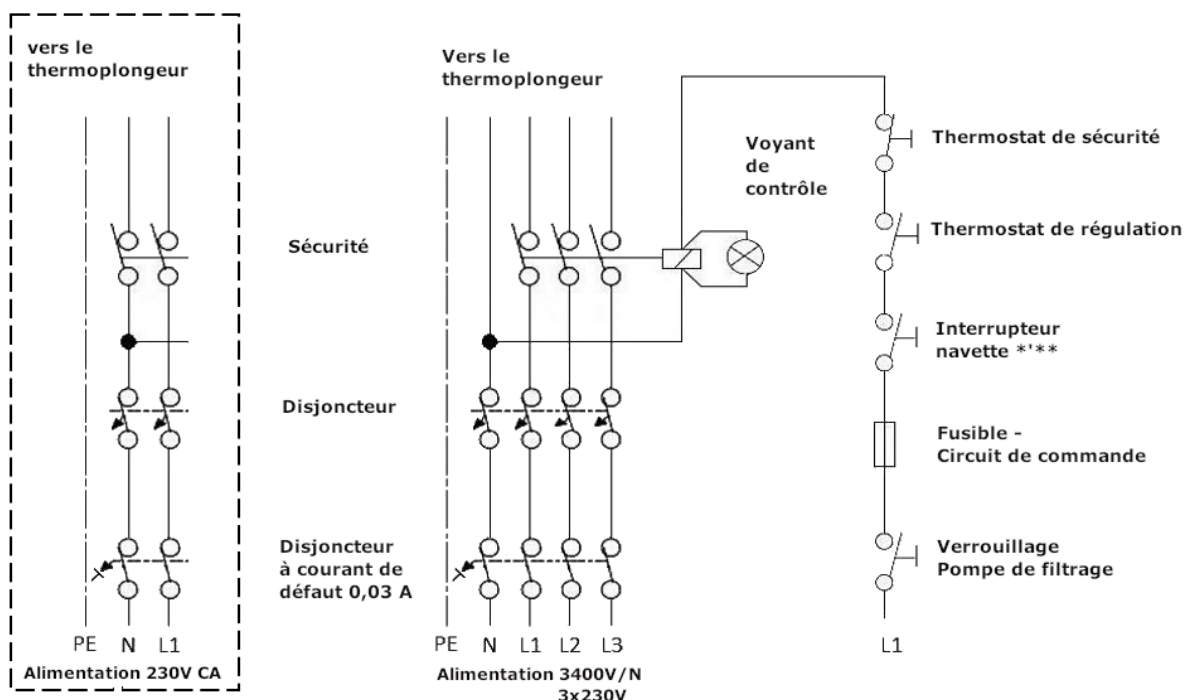 vers le
thermoplongeur
Vers le
thermoplongeur
Voyant
de
contrôle
Thermostat de sécurité
Thermostat de régulation
Sécurité
Interrupteur
navette *'**
Disjoncteur
Fusible -
Circuit de commande
Disjoncteur
à courant de
défaut 0,03 A
Verrouillage
Pompe de filtrage
PE N L1
Alimentation 230V CA
PE N L1 L2 L3
Alimentation 3400V/N
3x230V
L1